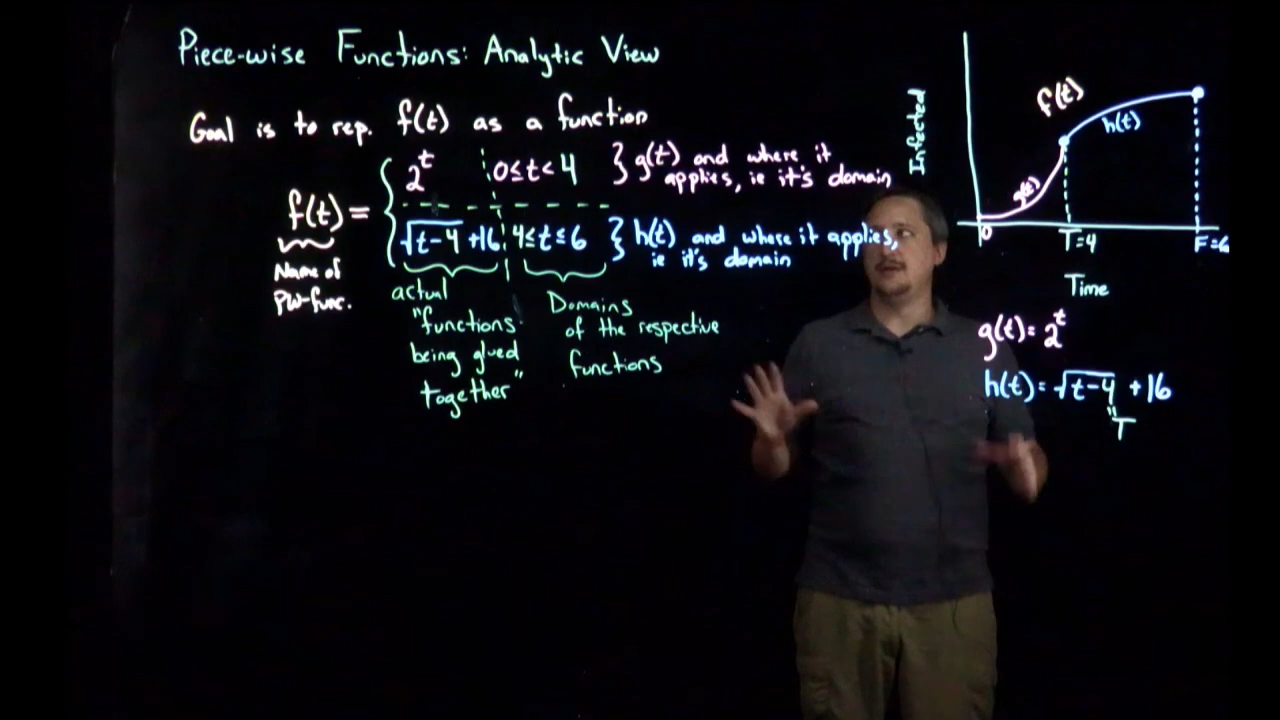 Piece-wise Functions: Analytic View
Goal is to rep. f(t) as a function
f(t) = {
2^t 0≤t<4 } g(t) and where it
applies, ie it's domain
√(t-4) +16 4≤t≤6 } h(t) and where it applies,
ie it's domain
Name of
PW-func.
actual
"functions
being glued
together"
Domains
of the respective
functions
Infected
f(t)
g(t)
h(t)
0
T=4
F=6
Time
g(t)= 2^t
h(t)= √(t-4) +16
"T